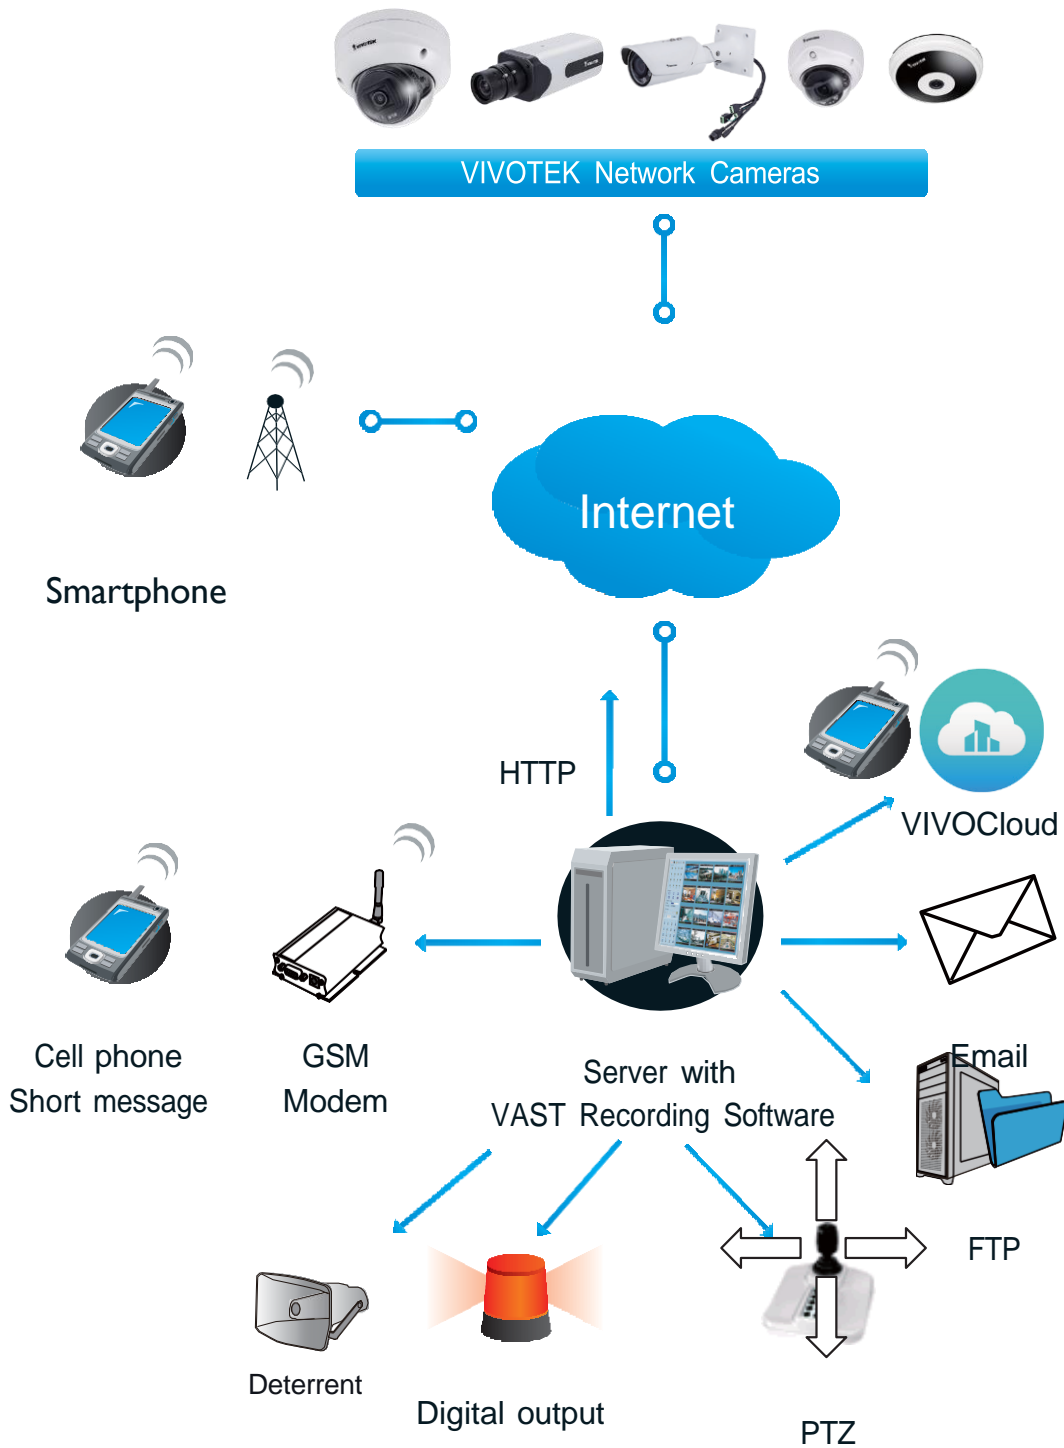 VIVOTEK
VIVOTEK Network Cameras
Internet
Smartphone
HTTP
VIVOCloud
Cell phone
Short message
GSM
Modem
Server with
VAST Recording Software
Email
FTP
Deterrent
Digital output
PTZ